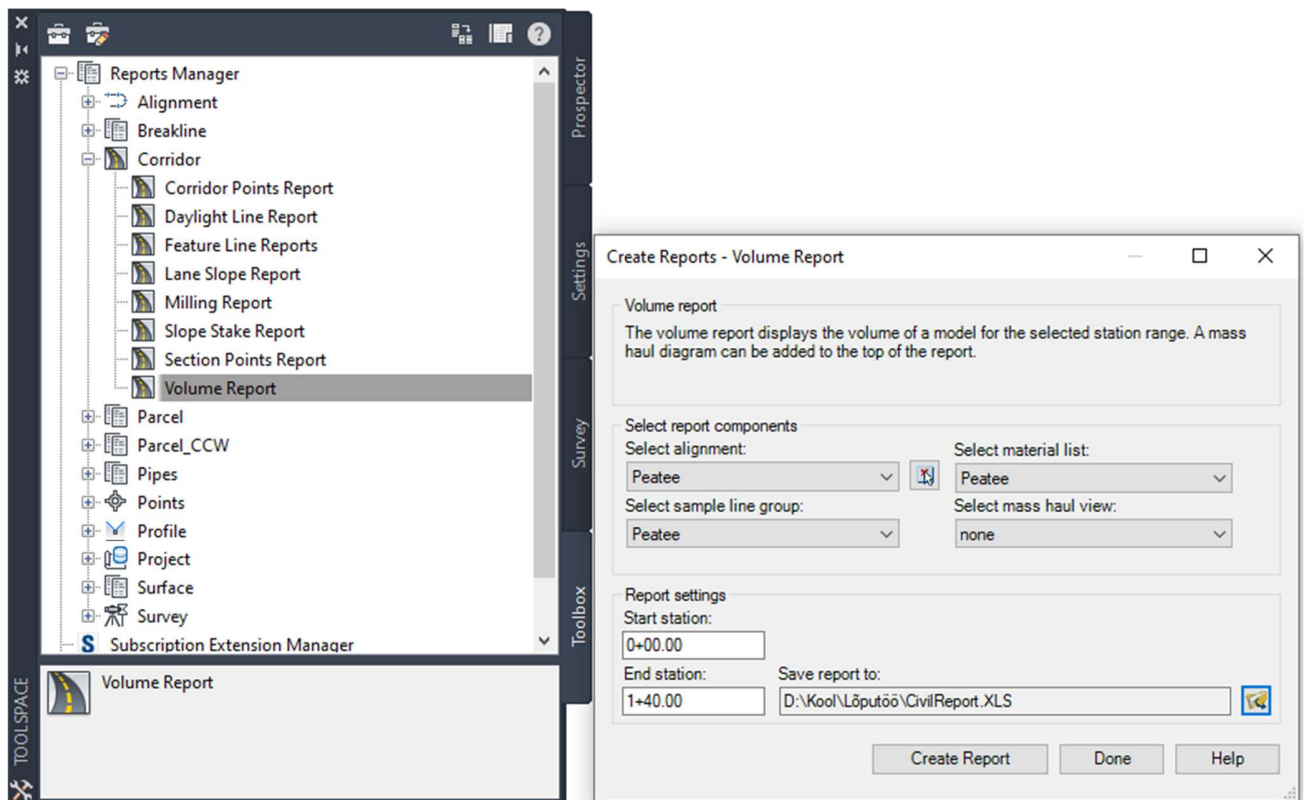 Reports Manager
Alignment
Breakline
Corridor
Corridor Points Report
Daylight Line Report
Feature Line Reports
Lane Slope Report
Milling Report
Slope Stake Report
Section Points Report
Volume Report
Parcel
Parcel_CCW
Pipes
Points
Profile
Project
Surface
Survey
S Subscription Extension Manager
Volume Report
TOOLSPACE
Prospector
Settings
Survey
Toolbox
Create Reports - Volume Report
Volume report
The volume report displays the volume of a model for the selected station range. A mass
haul diagram can be added to the top of the report.
Select report components
Select alignment:
Select material list:
Peatee
Peatee
Select sample line group:
Select mass haul view:
Peatee
none
Report settings
Start station:
0+00.00
End station:
Save report to:
1+40.00
D:\Kool\Lõputöö\CivilReport.XLS
Create Report
Done
Help